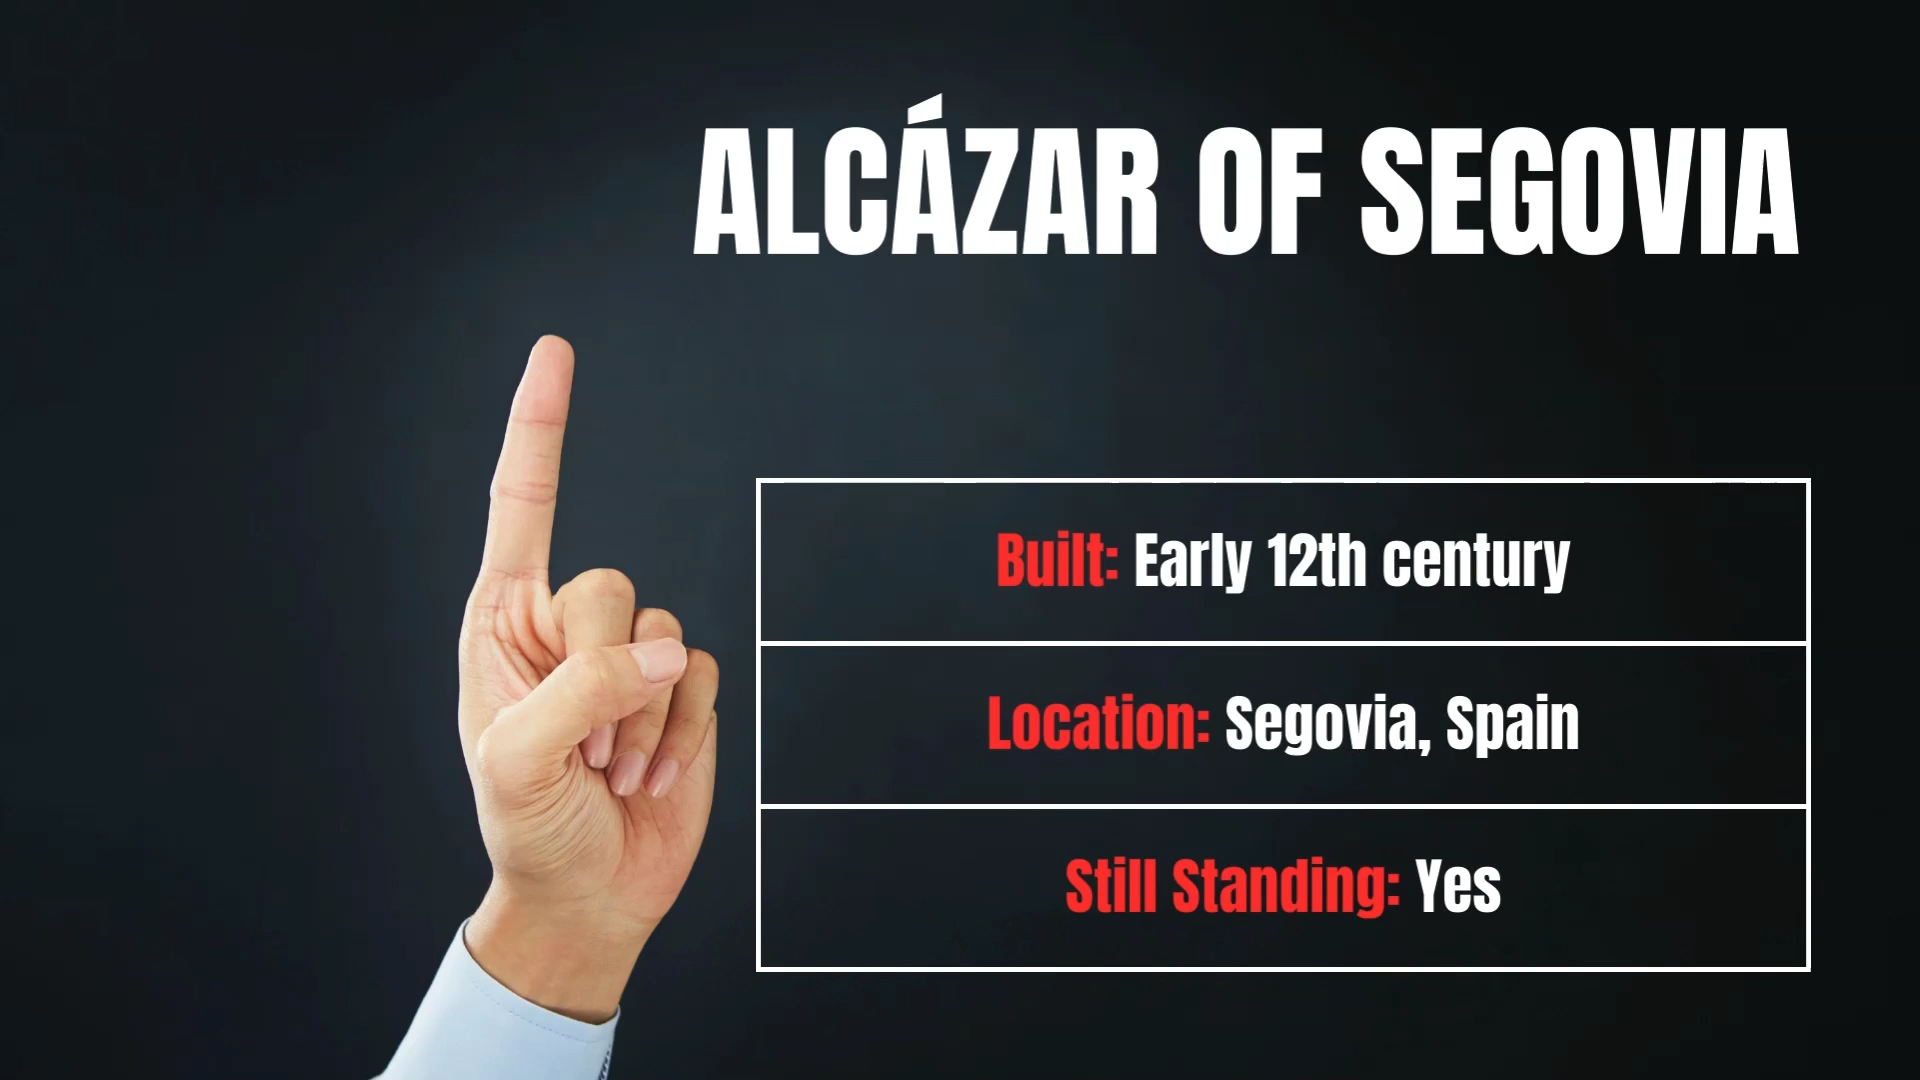 ALCÁZAR OF SEGOVIA
Built: Early 12th century
Location: Segovia, Spain
Still Standing: Yes